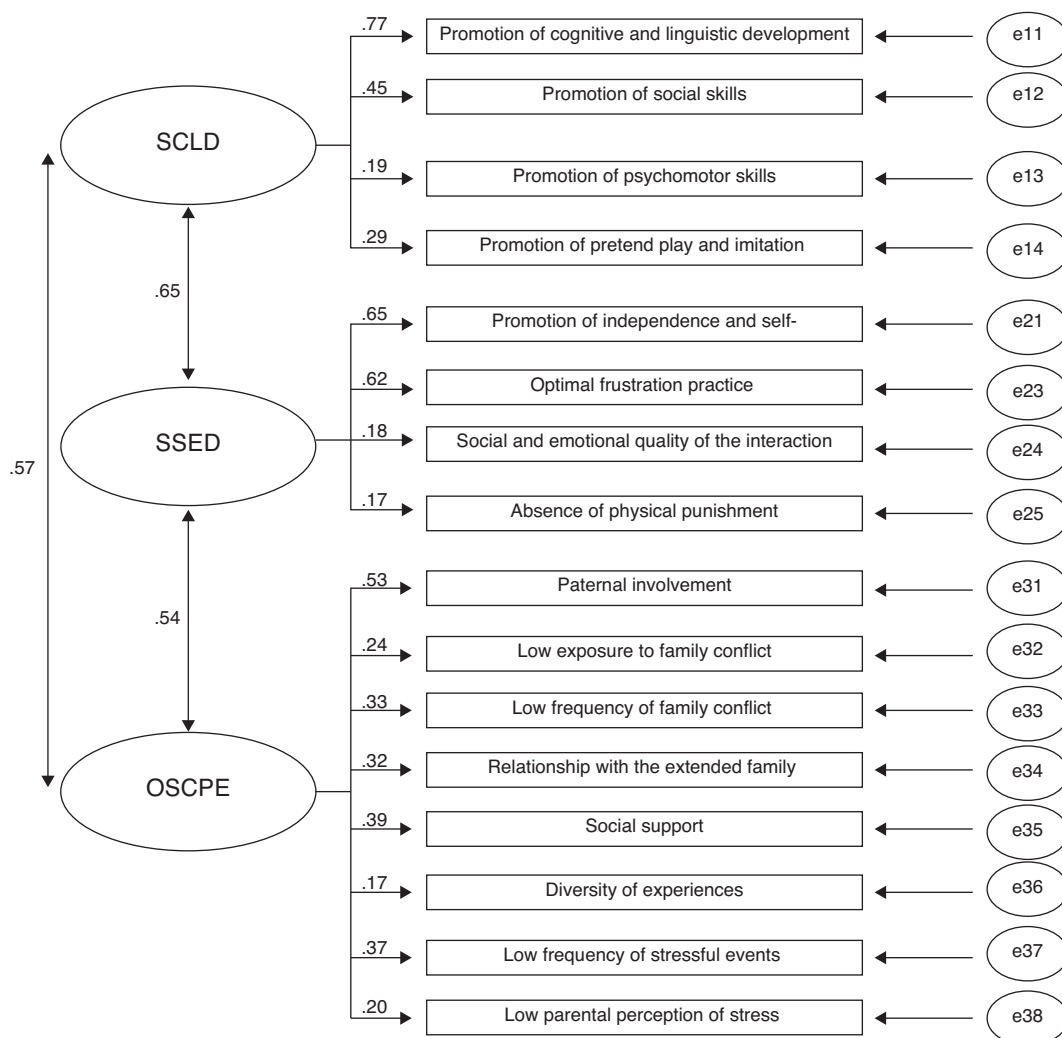 .77
Promotion of cognitive and linguistic development
e11
.45
Promotion of social skills
e12
SCLD
.19
Promotion of psychomotor skills
e13
.29
Promotion of pretend play and imitation
e14
.65
.65
Promotion of independence and self-
e21
.62
Optimal frustration practice
e23
SSED
.18
Social and emotional quality of the interaction
e24
.57
.17
Absence of physical punishment
e25
.53
Paternal involvement
e31
.54
.24
Low exposure to family conflict
e32
.33
Low frequency of family conflict
e33
.32
Relationship with the extended family
e34
OSCPE
.39
Social support
e35
.17
Diversity of experiences
e36
.37
Low frequency of stressful events
e37
.20
Low parental perception of stress
e38